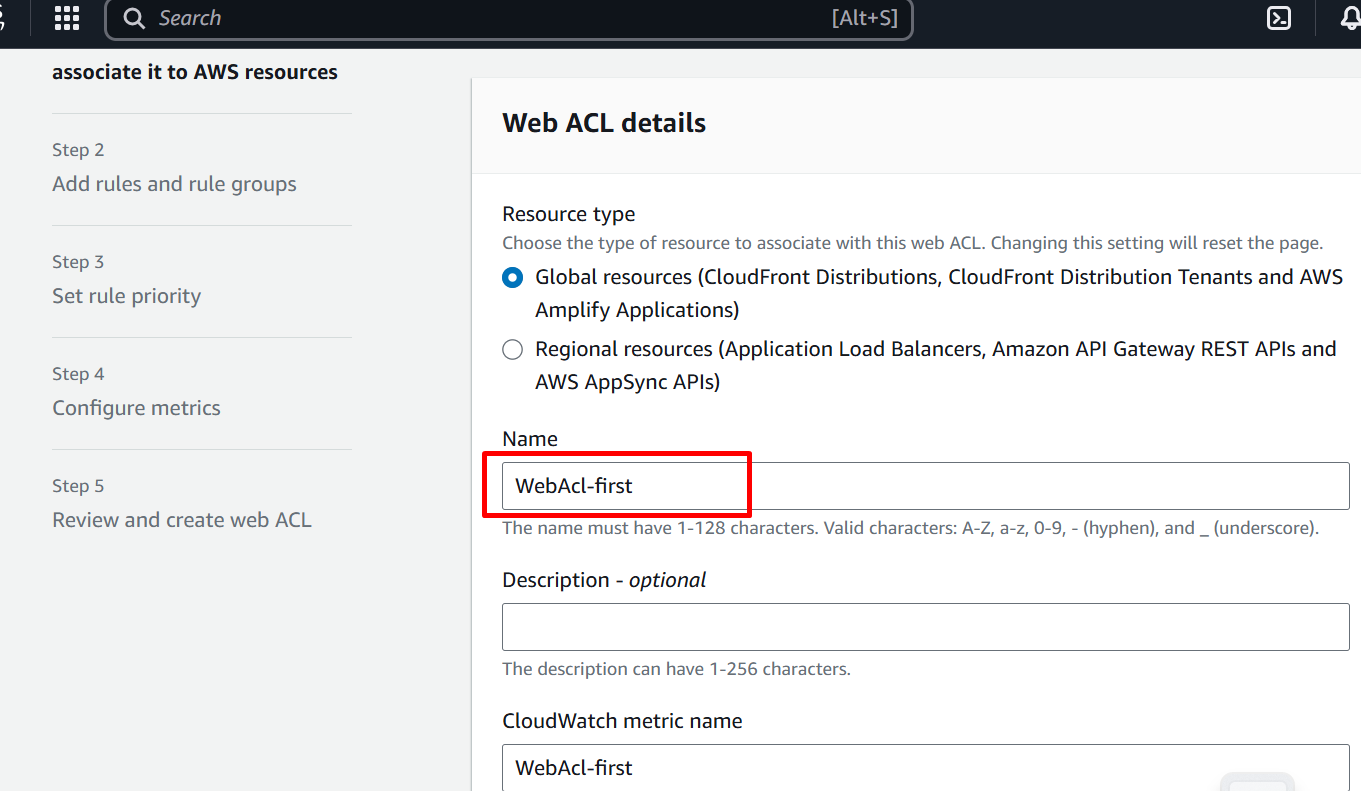 Search
[Alt+S]
associate it to AWS resources
Step 2
Add rules and rule groups
Step 3
Set rule priority
Step 4
Configure metrics
Step 5
Review and create web ACL
Web ACL details
Resource type
Choose the type of resource to associate with this web ACL. Changing this setting will reset the page.
Global resources (CloudFront Distributions, CloudFront Distribution Tenants and AWS
Amplify Applications)
Regional resources (Application Load Balancers, Amazon API Gateway REST APIs and
AWS AppSync APIs)
Name
WebAcl-first
The name must have 1-128 characters. Valid characters: A-Z, a-z, 0-9, - (hyphen), and _ (underscore).
Description - optional
The description can have 1-256 characters.
CloudWatch metric name
WebAcl-first